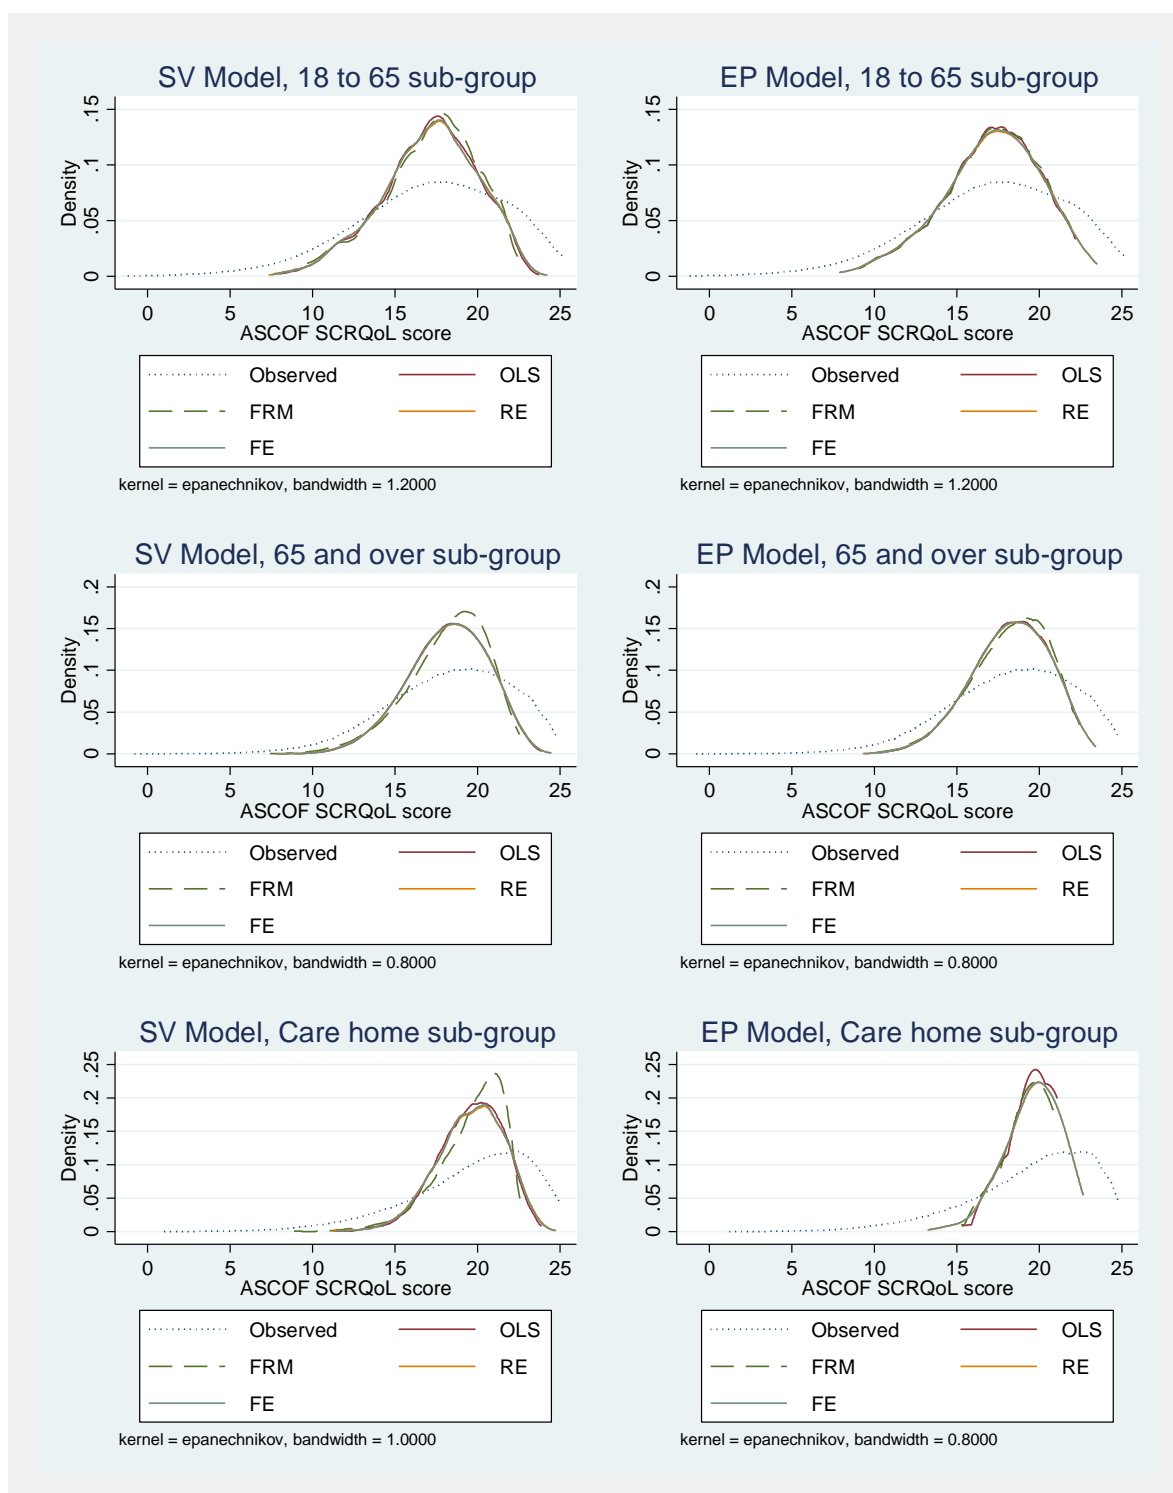 SV Model, 18 to 65 sub-group
Density
0 .05 .1 .15
0 5 10 15 20 25
ASCOF SCRQoL score
Observed OLS
FRM RE
FE
kernel = epanechnikov, bandwidth = 1.2000
EP Model, 18 to 65 sub-group
Density
0 .05 .1 .15
0 5 10 15 20 25
ASCOF SCRQoL score
Observed OLS
FRM RE
FE
kernel = epanechnikov, bandwidth = 1.2000
SV Model, 65 and over sub-group
Density
0 .05 .1 .15 .2
0 5 10 15 20 25
ASCOF SCRQoL score
Observed OLS
FRM RE
FE
kernel = epanechnikov, bandwidth = 0.8000
EP Model, 65 and over sub-group
Density
0 .05 .1 .15 .2
0 5 10 15 20 25
ASCOF SCRQoL score
Observed OLS
FRM RE
FE
kernel = epanechnikov, bandwidth = 0.8000
SV Model, Care home sub-group
Density
0 .05 .1 .15 .2 .25
0 5 10 15 20 25
ASCOF SCRQoL score
Observed OLS
FRM RE
FE
kernel = epanechnikov, bandwidth = 1.0000
EP Model, Care home sub-group
Density
0 .05 .1 .15 .2 .25
0 5 10 15 20 25
ASCOF SCRQoL score
Observed OLS
FRM RE
FE
kernel = epanechnikov, bandwidth = 0.8000